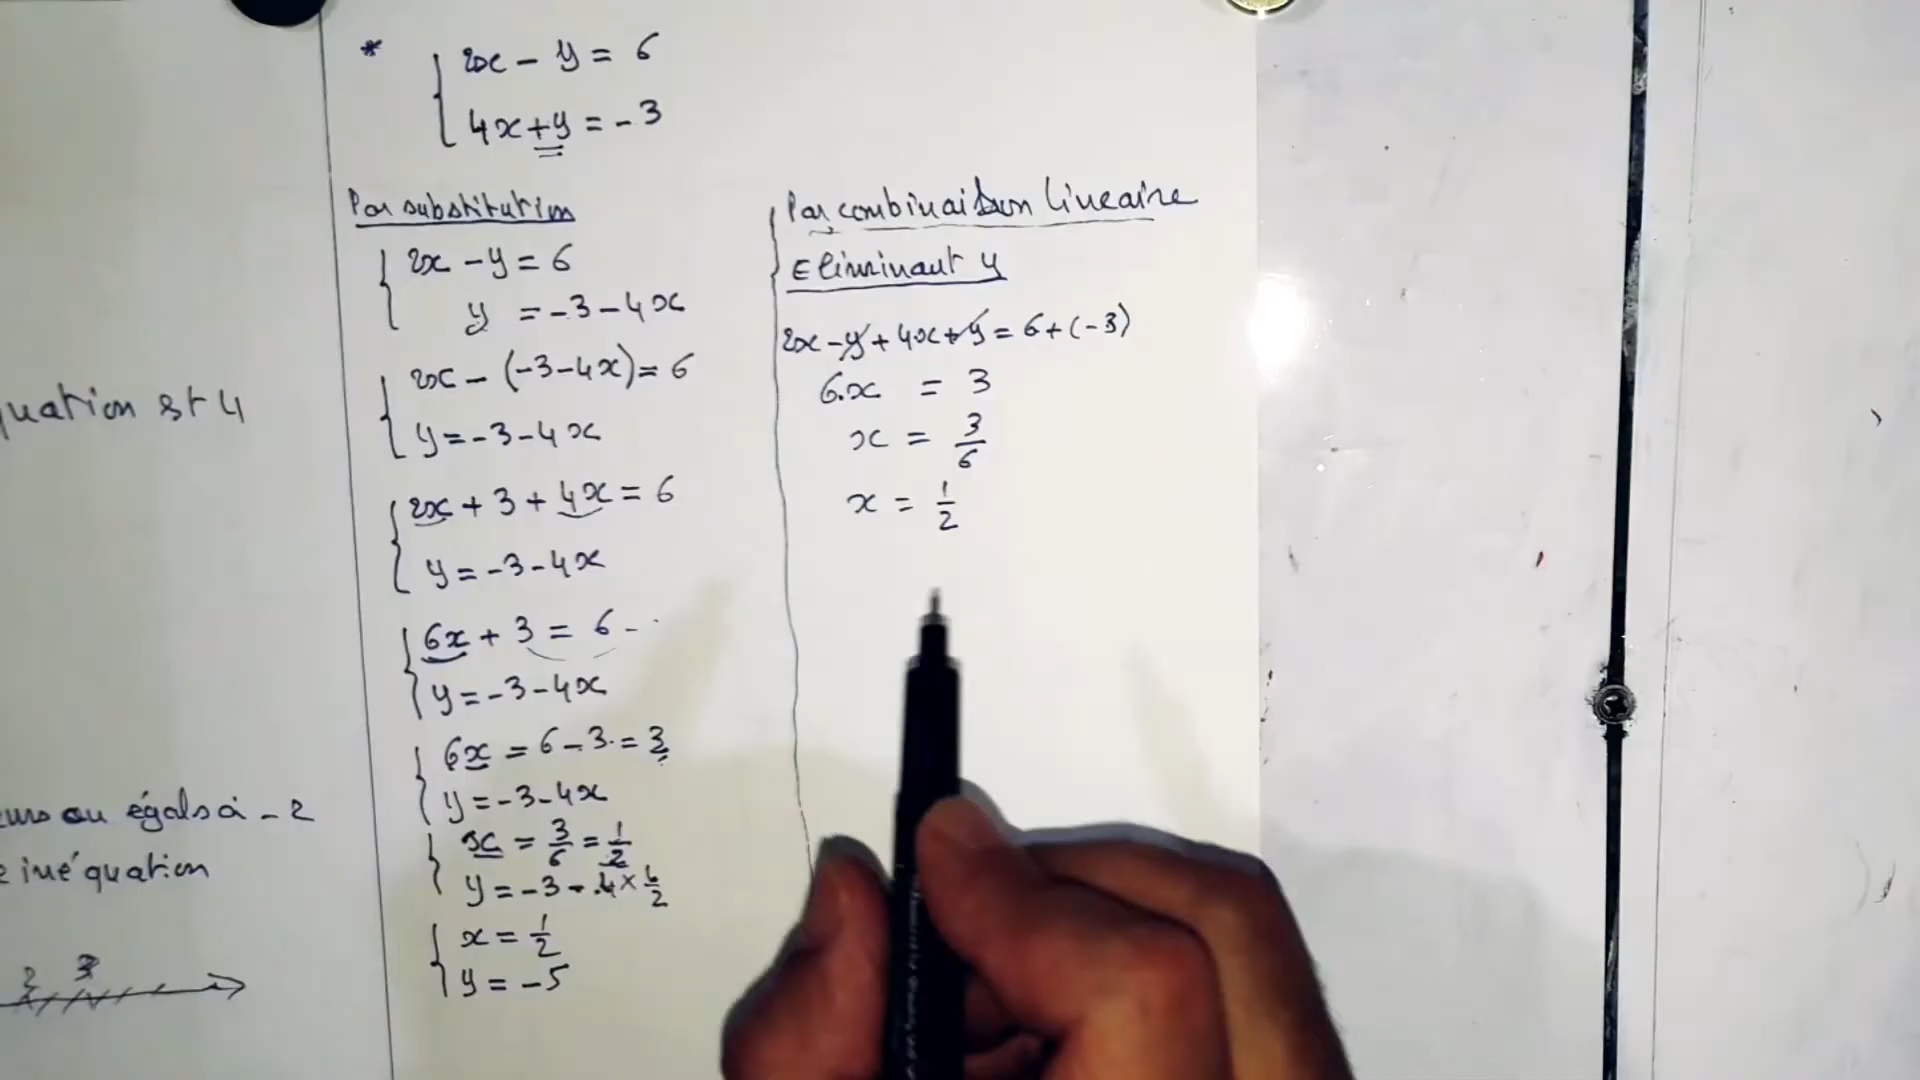 * { 2x - y = 6
4x + y = -3
Par substitution
{ 2x - y = 6
y = -3 - 4x
{ 2x - (-3 - 4x) = 6
y = -3 - 4x
{ 2x + 3 + 4x = 6
y = -3 - 4x
{ 6x + 3 = 6 -
y = -3 - 4x
{ 6x = 6 - 3 = 3
y = -3 - 4x
{ x = 3/6 = 1/2
y = -3 - 4 × 1/2
{ x = 1/2
y = -5
Par combinaison lineaire
Eliminant y
2x - y + 4x + y = 6 + (-3)
6x = 3
x = 3/6
x = 1/2
quation st 4
ou égals à - 2
inéquation
3